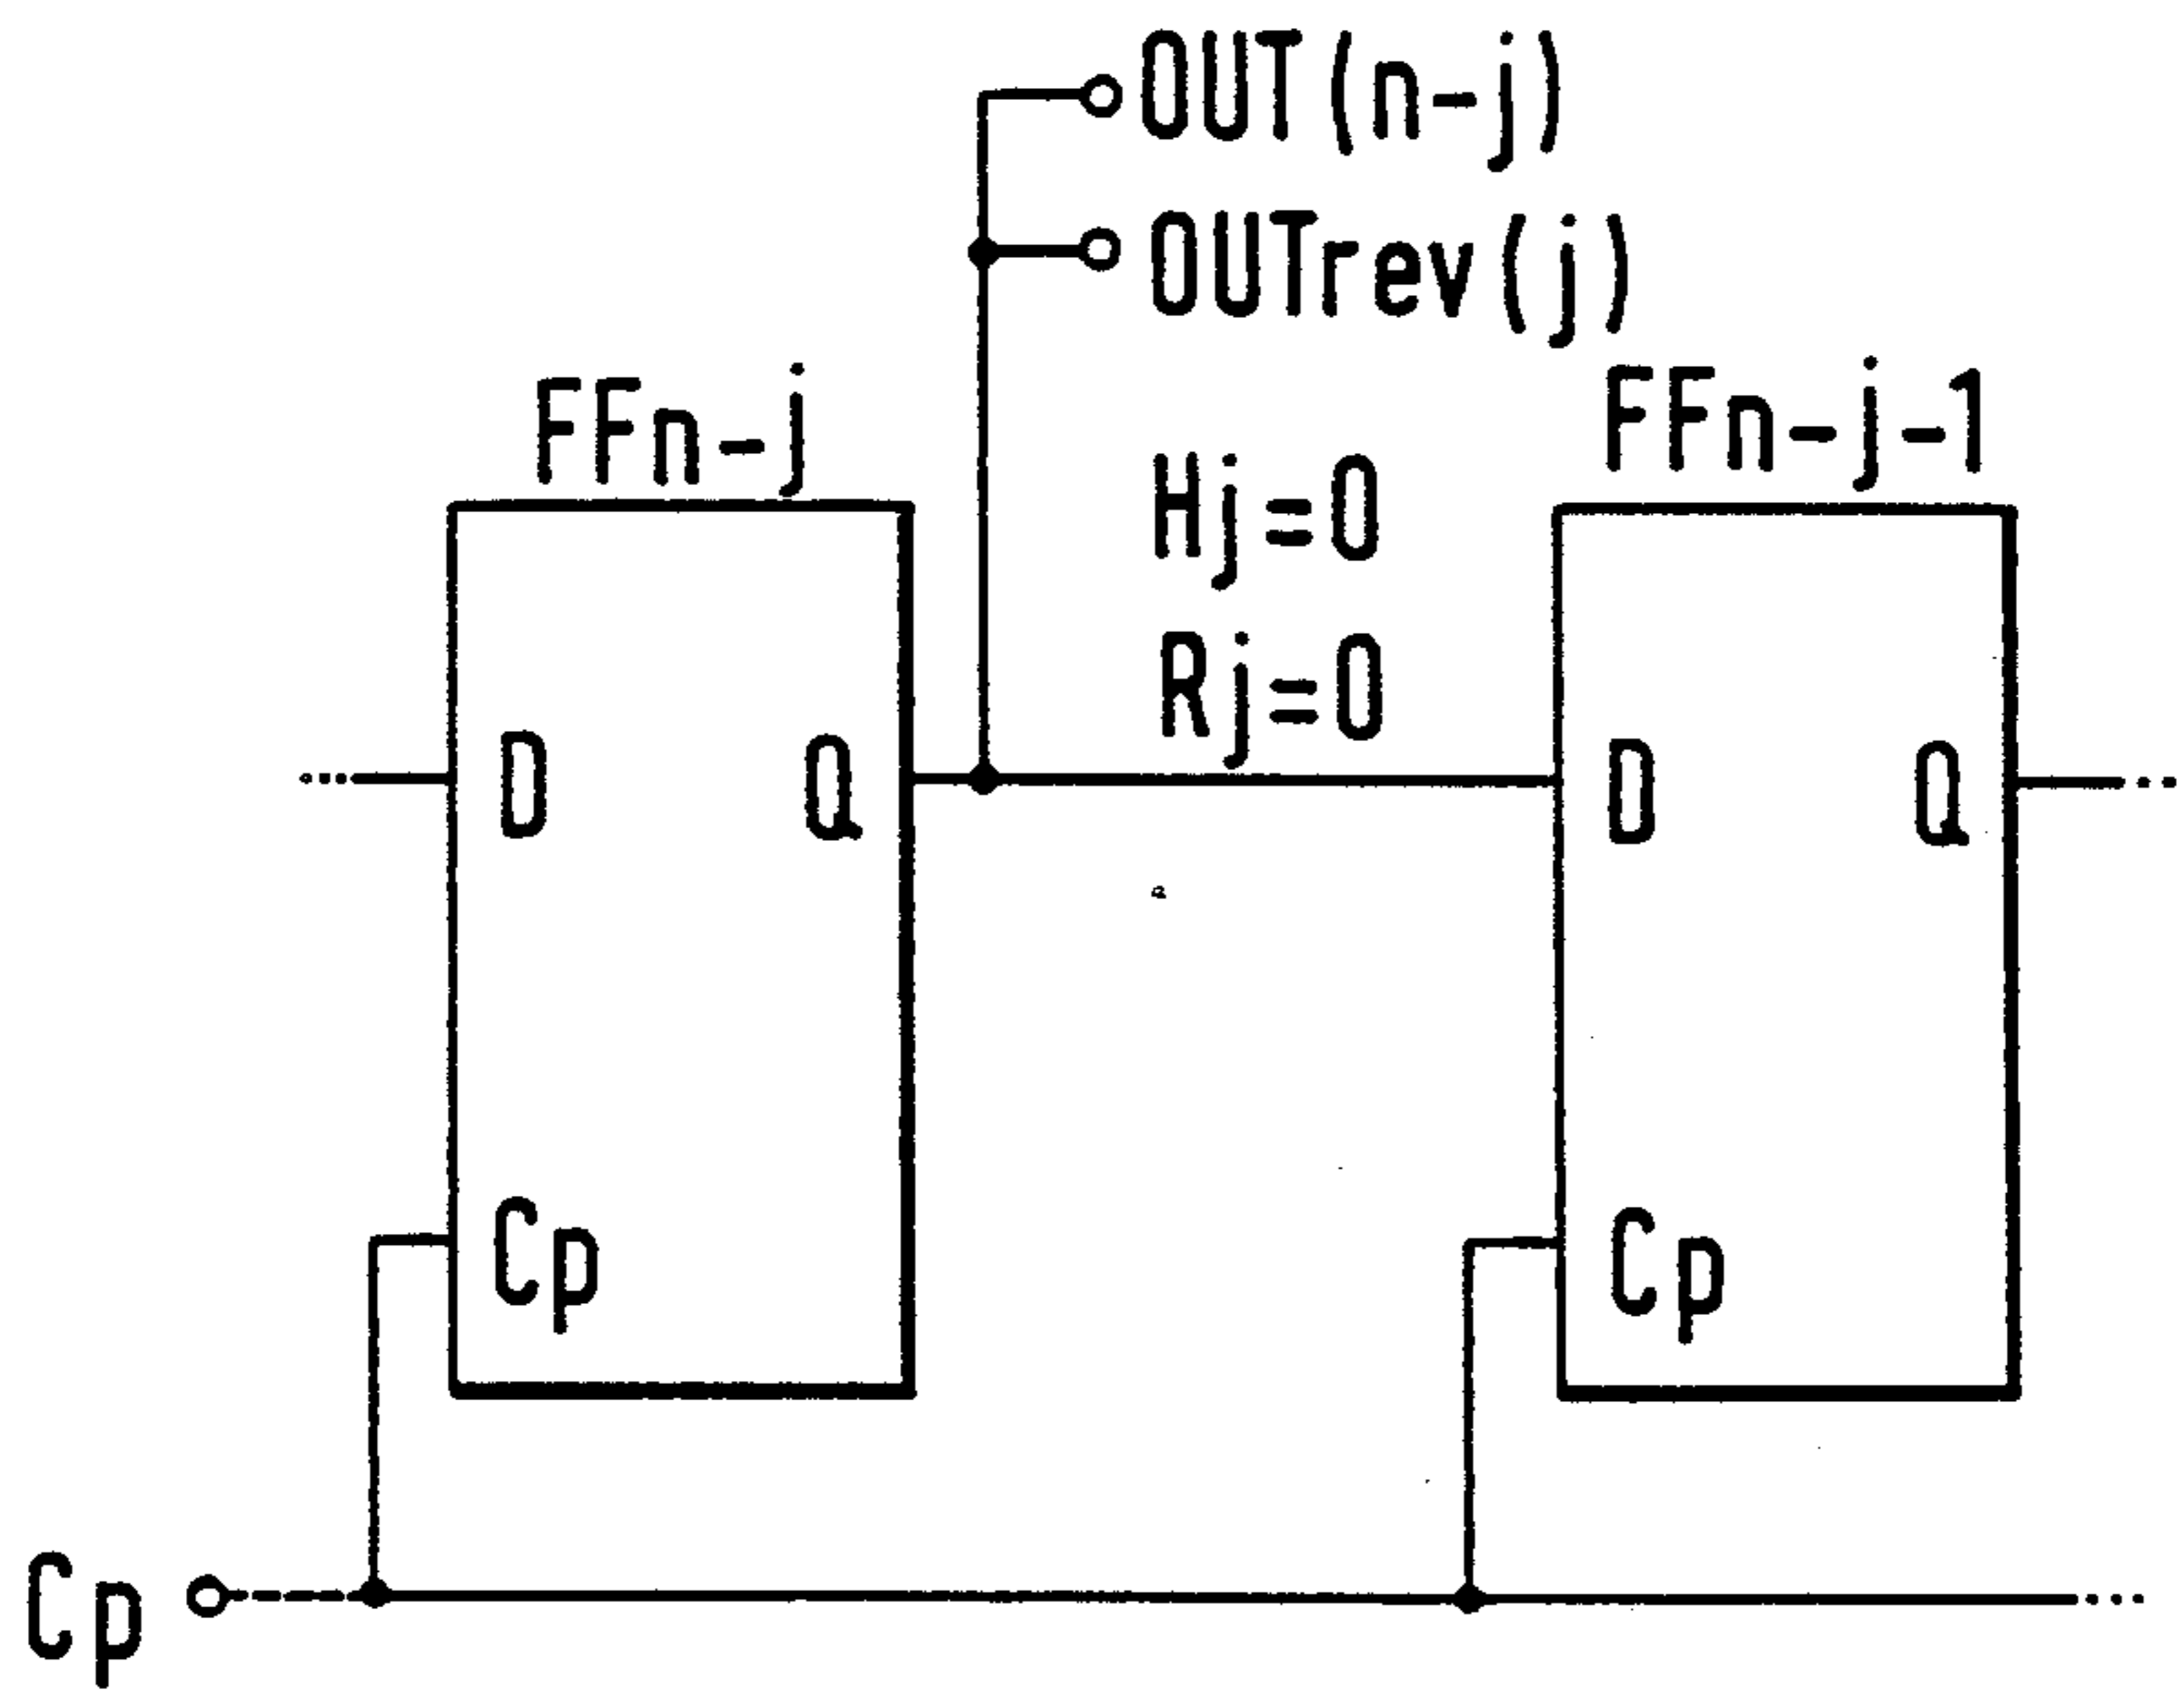 OUT(n-j)
OUTrev(j)
FFn-j
FFn-j-1
Hj=0
Rj=0
D
Q
D
Q
Cp
Cp
Cp